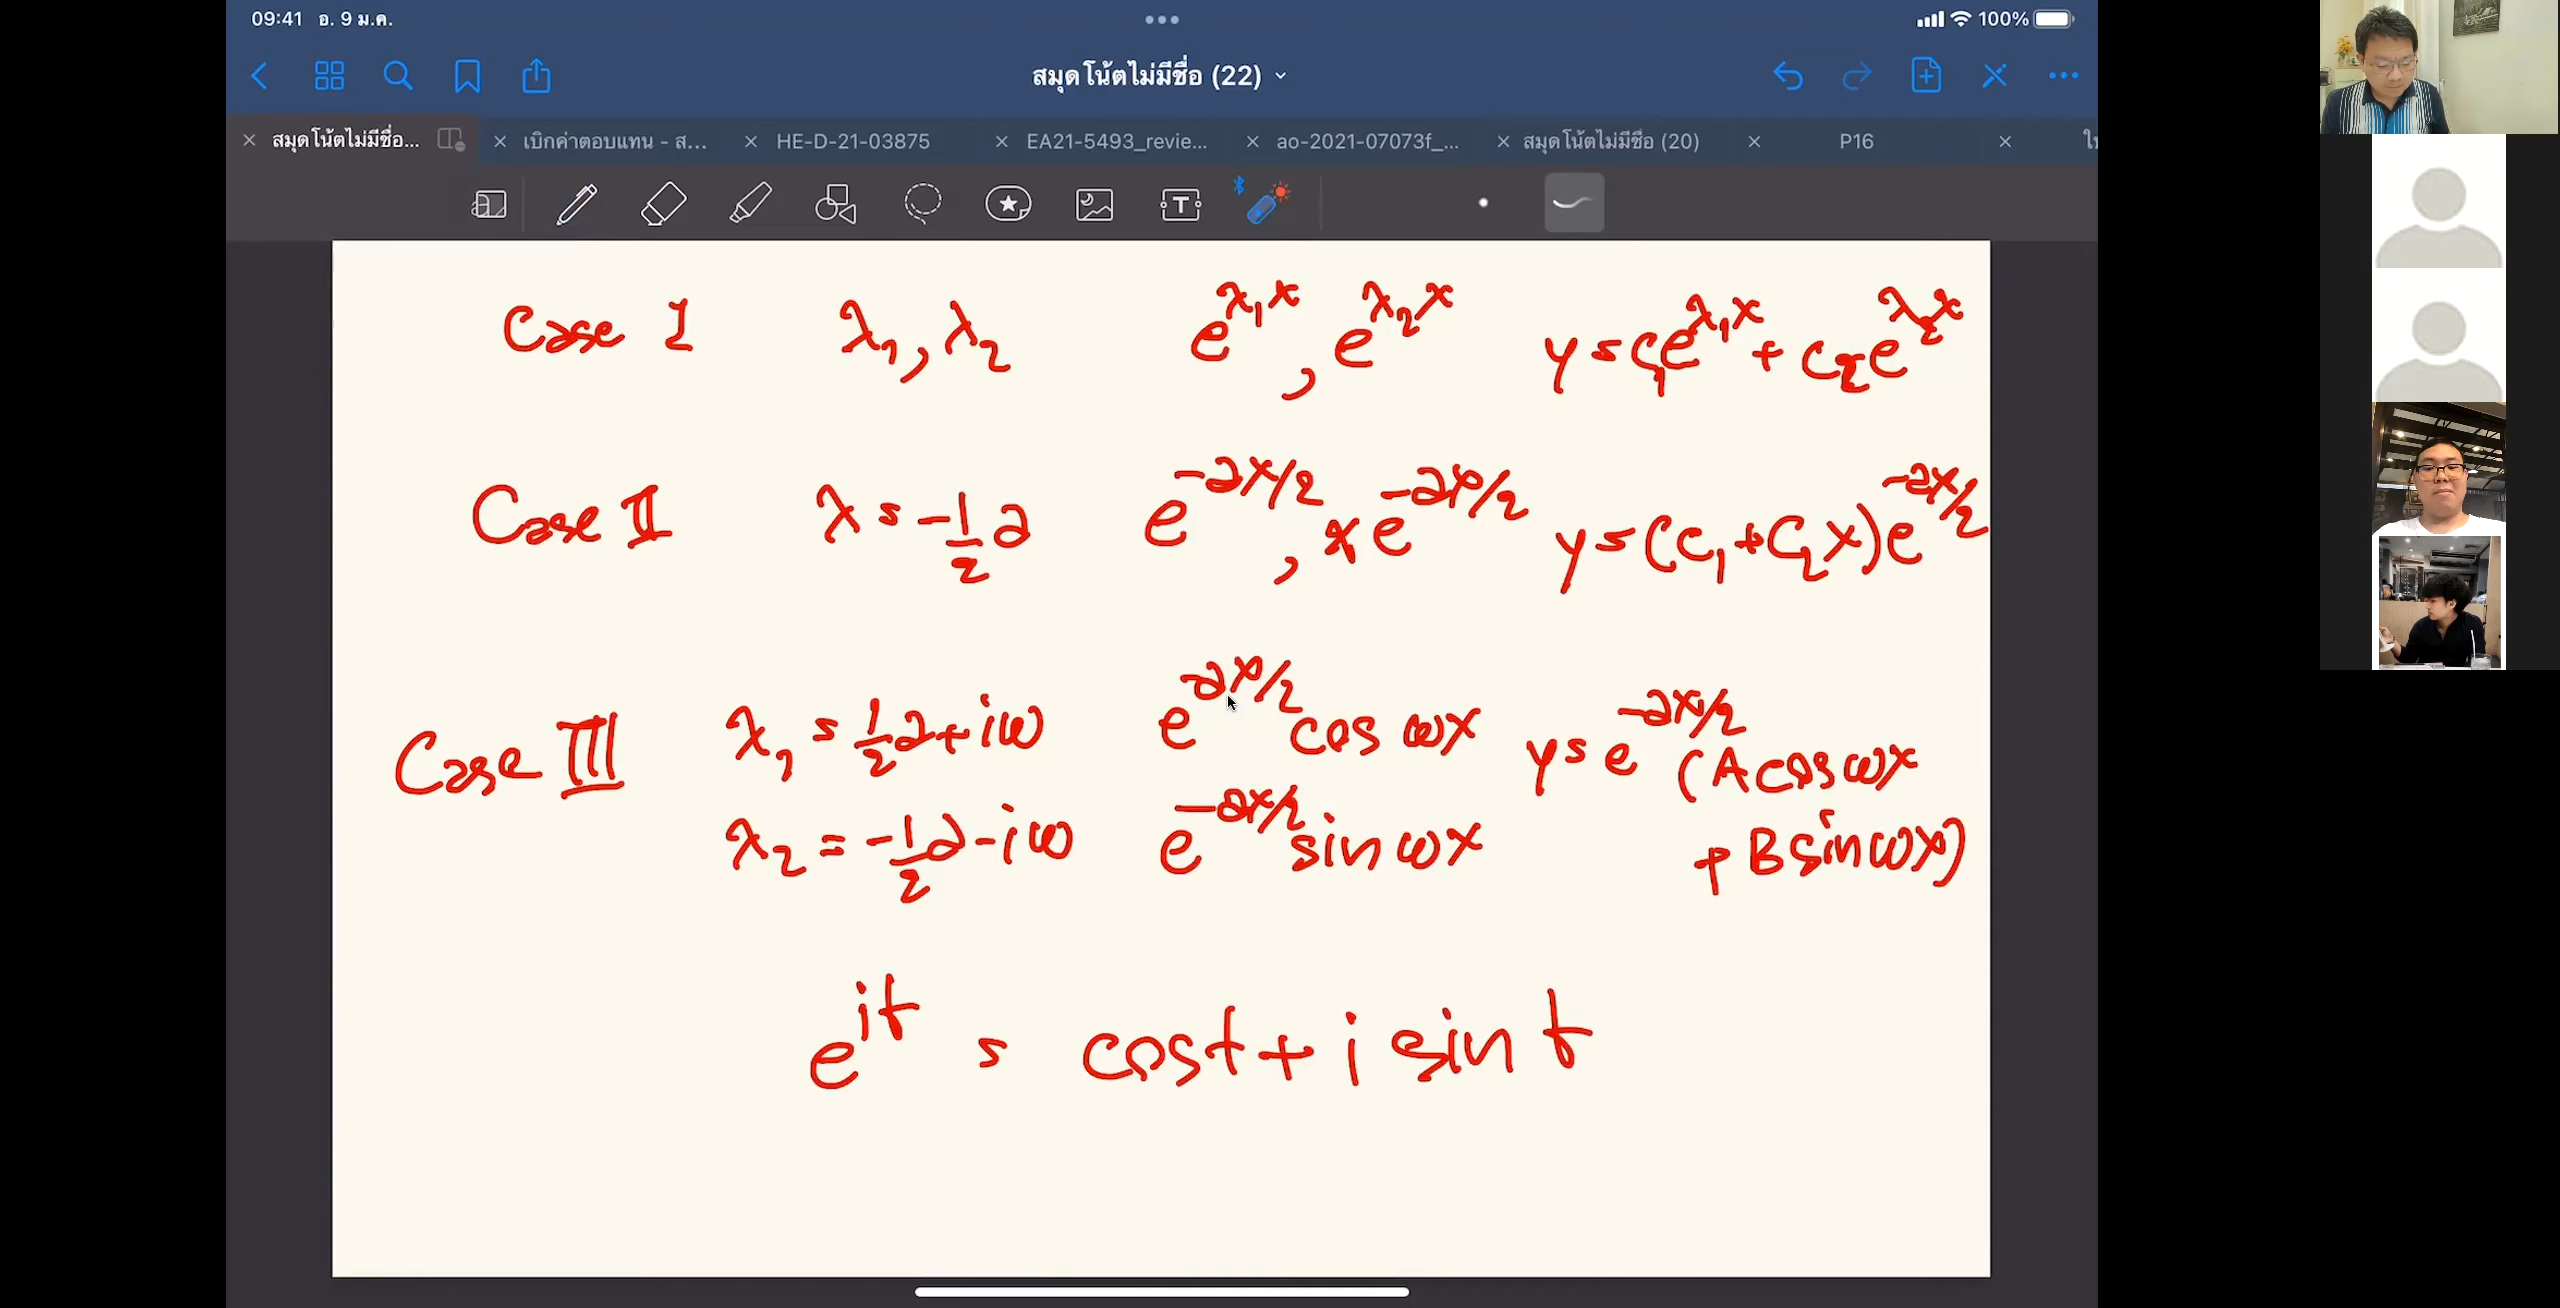 09:41 อ. 9 ม.ค. 100%
สมุดโน้ตไม่มีชื่อ (22)
สมุดโน้ตไม่มีชื่อ... เบิกค่าตอบแทน - ส... HE-D-21-03875 EA21-5493_revie... ao-2021-07073f_... สมุดโน้ตไม่มีชื่อ (20) P16
Case I λ₁, λ₂ e^{λ₁x}, e^{λ₂x} y = C₁e^{λ₁x} + C₂e^{λ₂x}
Case II λ = -1/2 a e^{-ax/2}, xe^{-ax/2} y = (C₁+C₂x)e^{-ax/2}
Case III λ₁ = 1/2 a + iω e^{-ax/2} cos ωx y = e^{-ax/2} (A cos ωx
λ₂ = -1/2 a - iω e^{-ax/2} sin ωx + B sin ωx)
e^{it} = cos t + i sin t